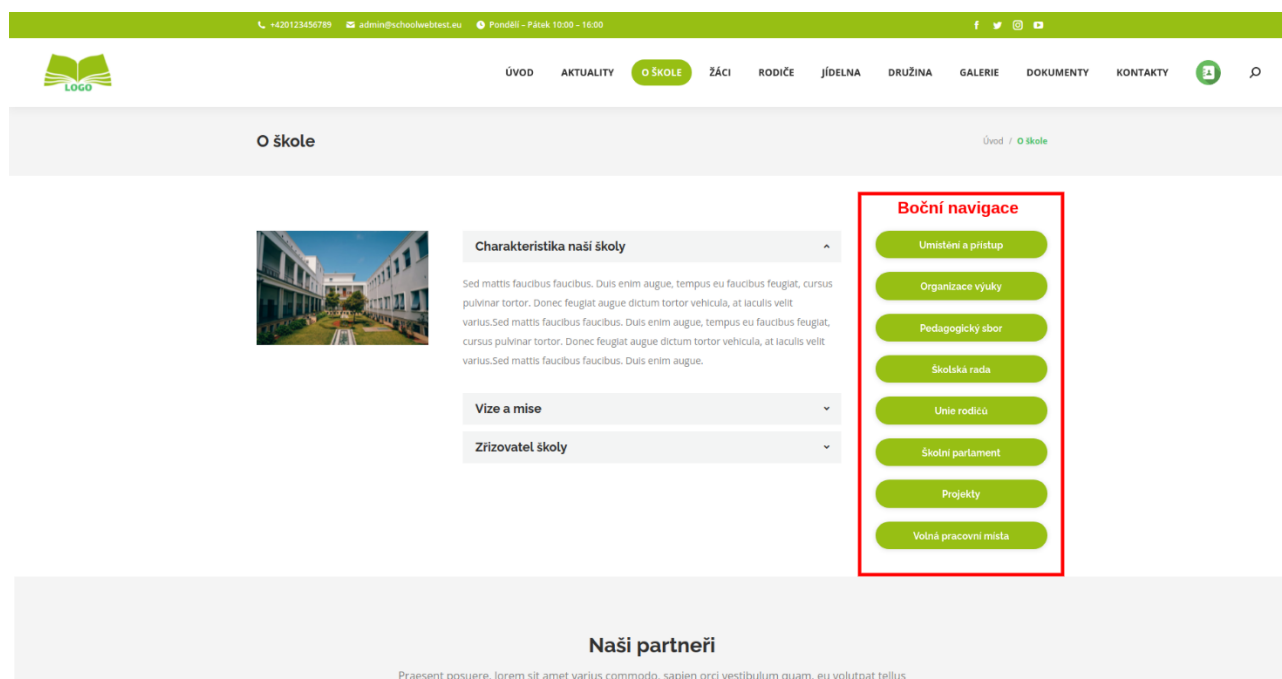 +420123456789 admin@schoolwebtest.eu Pondělí – Pátek 10:00 – 16:00
LOGO
ÚVOD AKTUALITY O ŠKOLE ŽÁCI RODIČE JÍDELNA DRUŽINA GALERIE DOKUMENTY KONTAKTY
O škole
Úvod / O škole
Charakteristika naší školy
Sed mattis faucibus faucibus. Duis enim augue, tempus eu faucibus feugiat, cursus
pulvinar tortor. Donec feugiat augue dictum tortor vehicula, at iaculis velit
varius.Sed mattis faucibus faucibus. Duis enim augue, tempus eu faucibus feugiat,
cursus pulvinar tortor. Donec feugiat augue dictum tortor vehicula, at iaculis velit
varius.Sed mattis faucibus faucibus. Duis enim augue.
Vize a mise
Zřizovatel školy
Boční navigace
Umístění a přístup
Organizace výuky
Pedagogický sbor
Školská rada
Unie rodičů
Školní parlament
Projekty
Volná pracovní místa
Naši partneři
Praesent posuere, lorem sit amet varius commodo, sapien orci vestibulum quam, eu volutpat tellus